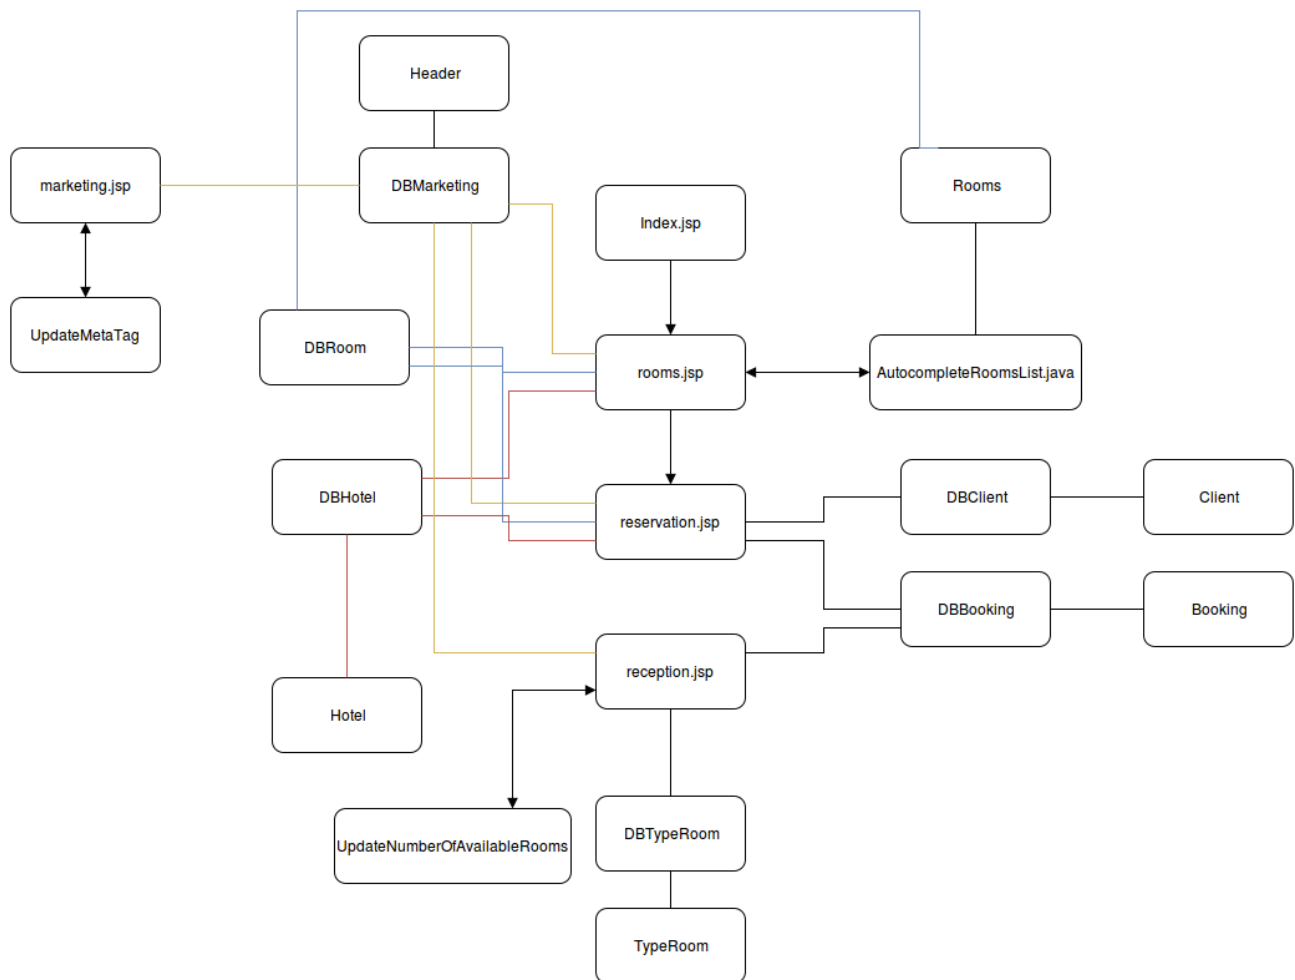 Header
marketing.jsp
DBMarketing
Rooms
Index.jsp
UpdateMetaTag
DBRoom
rooms.jsp
AutocompleteRoomsList.java
DBHotel
reservation.jsp
DBClient
Client
DBBooking
Booking
reception.jsp
Hotel
UpdateNumberOfAvailableRooms
DBTypeRoom
TypeRoom